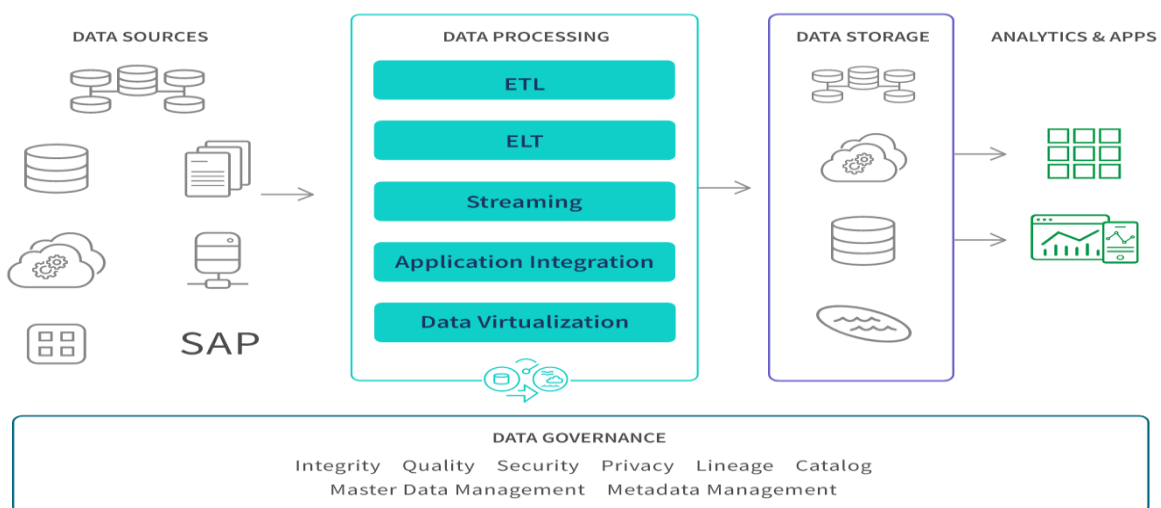 DATA SOURCES
DATA PROCESSING
DATA STORAGE
ANALYTICS & APPS
ETL
ELT
Streaming
Application Integration
Data Virtualization
SAP
DATA GOVERNANCE
Integrity Quality Security Privacy Lineage Catalog
Master Data Management Metadata Management